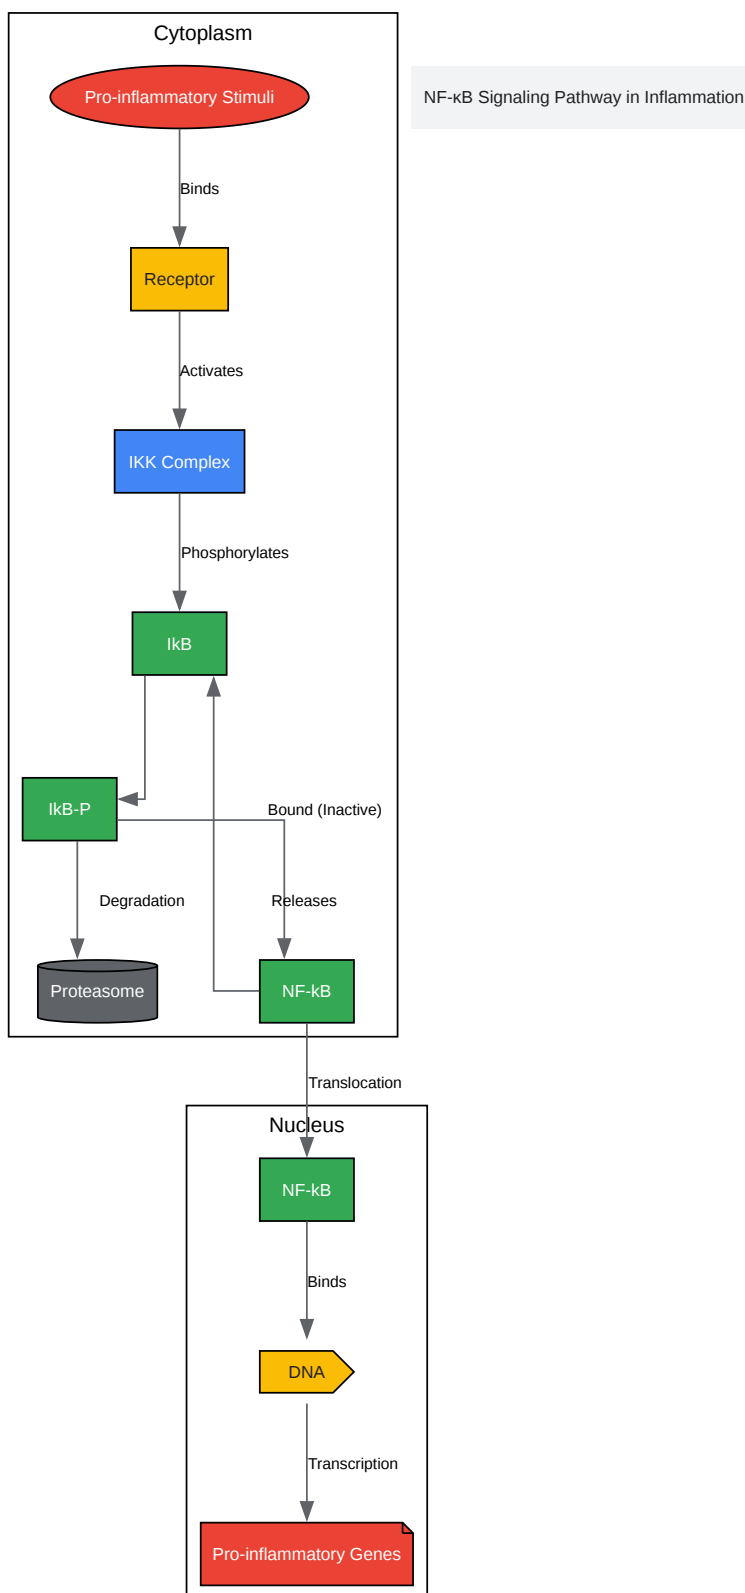 Cytoplasm
Pro-inflammatory Stimuli
NF-κB Signaling Pathway in Inflammation
Binds
Receptor
Activates
IKK Complex
Phosphorylates
IkB
IkB-P
Bound (Inactive)
Degradation
Releases
Proteasome
NF-kB
Translocation
Nucleus
NF-kB
Binds
DNA
Transcription
Pro-inflammatory Genes